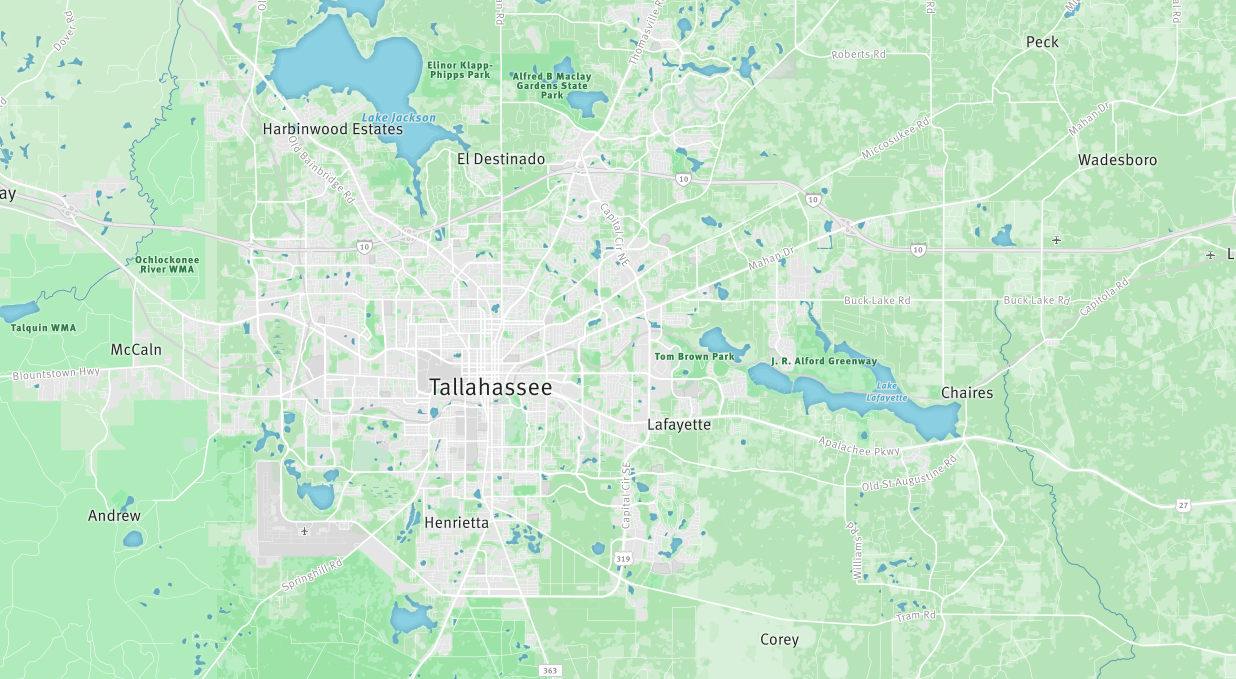 Dover Rd
Thomasville R
Rd
Rd
Peck
Roberts Rd
Elinor Klapp-
Phipps Park
Alfred B Maclay
Gardens State
Park
Lake Jackson
Harbinwood Estates
Mahan Dr
Miccosukee Rd
El Destinado
Wadesboro
Old Bainbridge Rd
10
ay
10
Capital Cir NE
10
10
Mahan Dr
L
Ochlockonee
River WMA
Capitola Rd
Buck Lake Rd
Buck Lake Rd
Talquin WMA
McCaln
Tom Brown Park
J. R. Alford Greenway
Blountstown Hwy
Tallahassee
Lake
Lafayette
Chaires
Lafayette
Apalachee Pkwy
Old St Augustine Rd
Capital Cir SE
27
Andrew
Henrietta
Williams Rd
319
Springhill Rd
Tram Rd
Corey
363